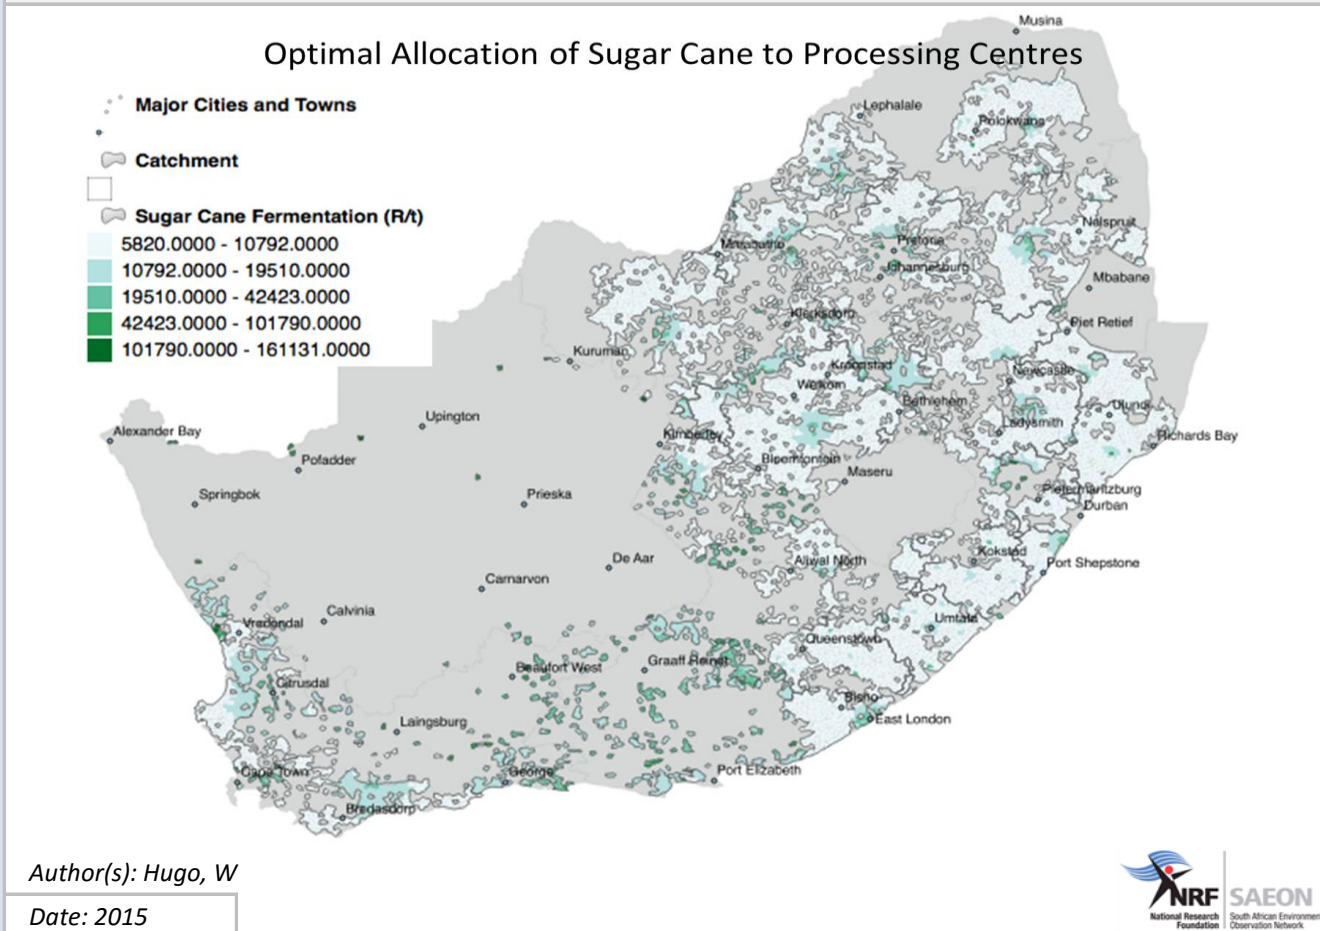 Optimal Allocation of Sugar Cane to Processing Centres
Major Cities and Towns
Catchment
Sugar Cane Fermentation (R/t)
5820.0000 - 10792.0000
10792.0000 - 19510.0000
19510.0000 - 42423.0000
42423.0000 - 101790.0000
101790.0000 - 161131.0000
Musina
Lephalale
Polokwane
Nelspruit
Mmabatho
Pretoria
Johannesburg
Mbabane
Klerksdorp
Piet Retief
Kuruman
Kroonstad
Newcastle
Welkom
Bethlehem
Ulundi
Upington
Ladysmith
Alexander Bay
Kimberley
Richards Bay
Pofadder
Bloemfontein
Maseru
Springbok
Prieska
Pietermaritzburg
Durban
De Aar
Aliwal North
Kokstad
Port Shepstone
Carnarvon
Calvinia
Vredendal
Umtata
Queenstown
Beaufort West
Graaff Reinet
Citrusdal
Bisho
East London
Laingsburg
Cape Town
George
Port Elizabeth
Bredasdorp
Author(s): Hugo, W
Date: 2015
NRF
National Research
Foundation
SAEON
South African Environmen
Observation Network